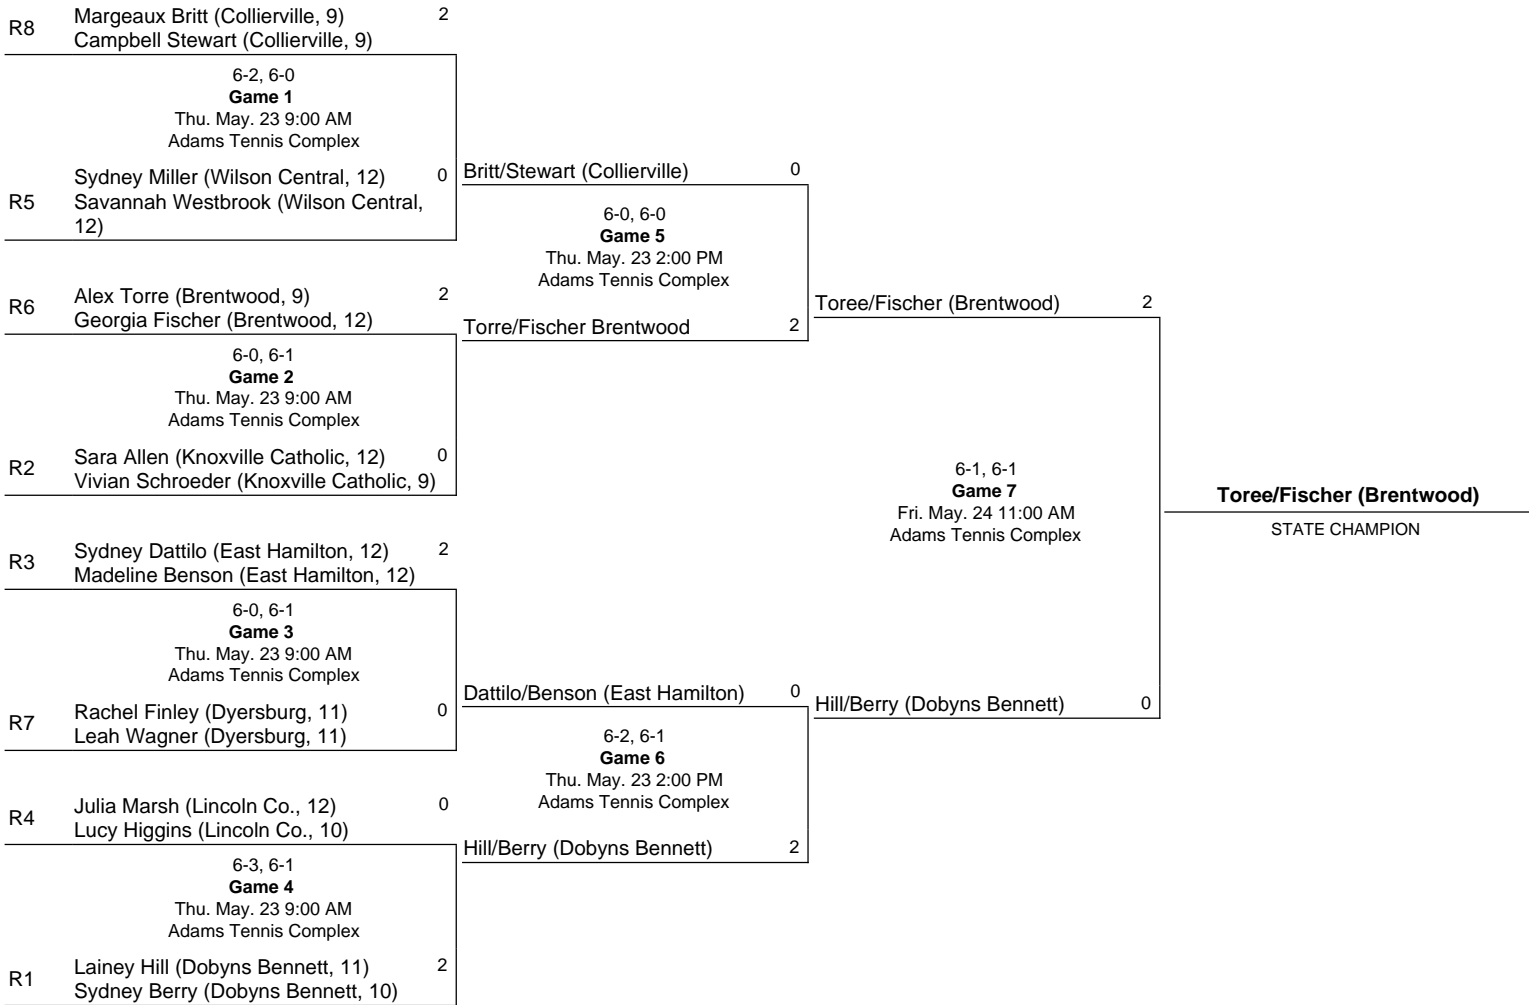 R8
Margeaux Britt (Collierville, 9) 2
Campbell Stewart (Collierville, 9)
6-2, 6-0
Game 1
Thu. May. 23 9:00 AM
Adams Tennis Complex
R5
Sydney Miller (Wilson Central, 12) 0
Savannah Westbrook (Wilson Central,
12)
R6
Alex Torre (Brentwood, 9) 2
Georgia Fischer (Brentwood, 12)
6-0, 6-1
Game 2
Thu. May. 23 9:00 AM
Adams Tennis Complex
R2
Sara Allen (Knoxville Catholic, 12) 0
Vivian Schroeder (Knoxville Catholic, 9)
R3
Sydney Dattilo (East Hamilton, 12) 2
Madeline Benson (East Hamilton, 12)
6-0, 6-1
Game 3
Thu. May. 23 9:00 AM
Adams Tennis Complex
R7
Rachel Finley (Dyersburg, 11) 0
Leah Wagner (Dyersburg, 11)
R4
Julia Marsh (Lincoln Co., 12) 0
Lucy Higgins (Lincoln Co., 10)
6-3, 6-1
Game 4
Thu. May. 23 9:00 AM
Adams Tennis Complex
R1
Lainey Hill (Dobyns Bennett, 11) 2
Sydney Berry (Dobyns Bennett, 10)
Britt/Stewart (Collierville) 0
6-0, 6-0
Game 5
Thu. May. 23 2:00 PM
Adams Tennis Complex
Torre/Fischer Brentwood 2
Dattilo/Benson (East Hamilton) 0
6-2, 6-1
Game 6
Thu. May. 23 2:00 PM
Adams Tennis Complex
Hill/Berry (Dobyns Bennett) 2
Toree/Fischer (Brentwood) 2
6-1, 6-1
Game 7
Fri. May. 24 11:00 AM
Adams Tennis Complex
Hill/Berry (Dobyns Bennett) 0
Toree/Fischer (Brentwood)
STATE CHAMPION